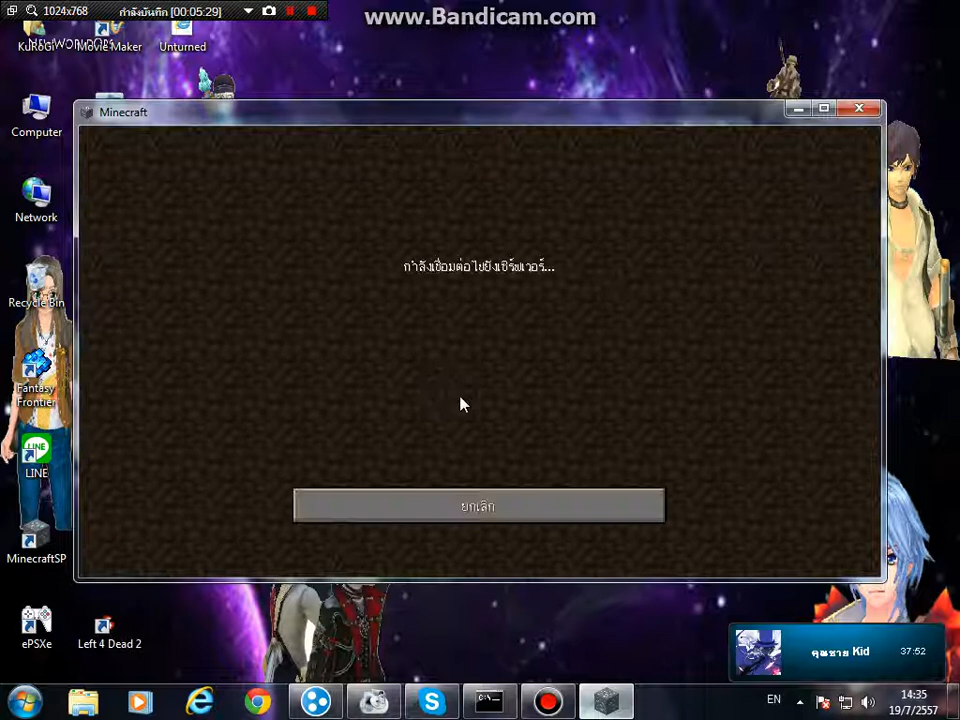 1024x768
กำลังบันทึก [00:05:29]
www.Bandicam.com
Movie Maker
Unturned
Computer
Minecraft
Network
กำลังเชื่อมต่อไปยังเซิร์ฟเวอร์...
Recycle Bin
Fantasy
Frontier
LINE
LINE
ยกเลิก
MinecraftSP
ePSXe
Left 4 Dead 2
คุณชาย Kid
37:52
EN
14:35
19/7/2557